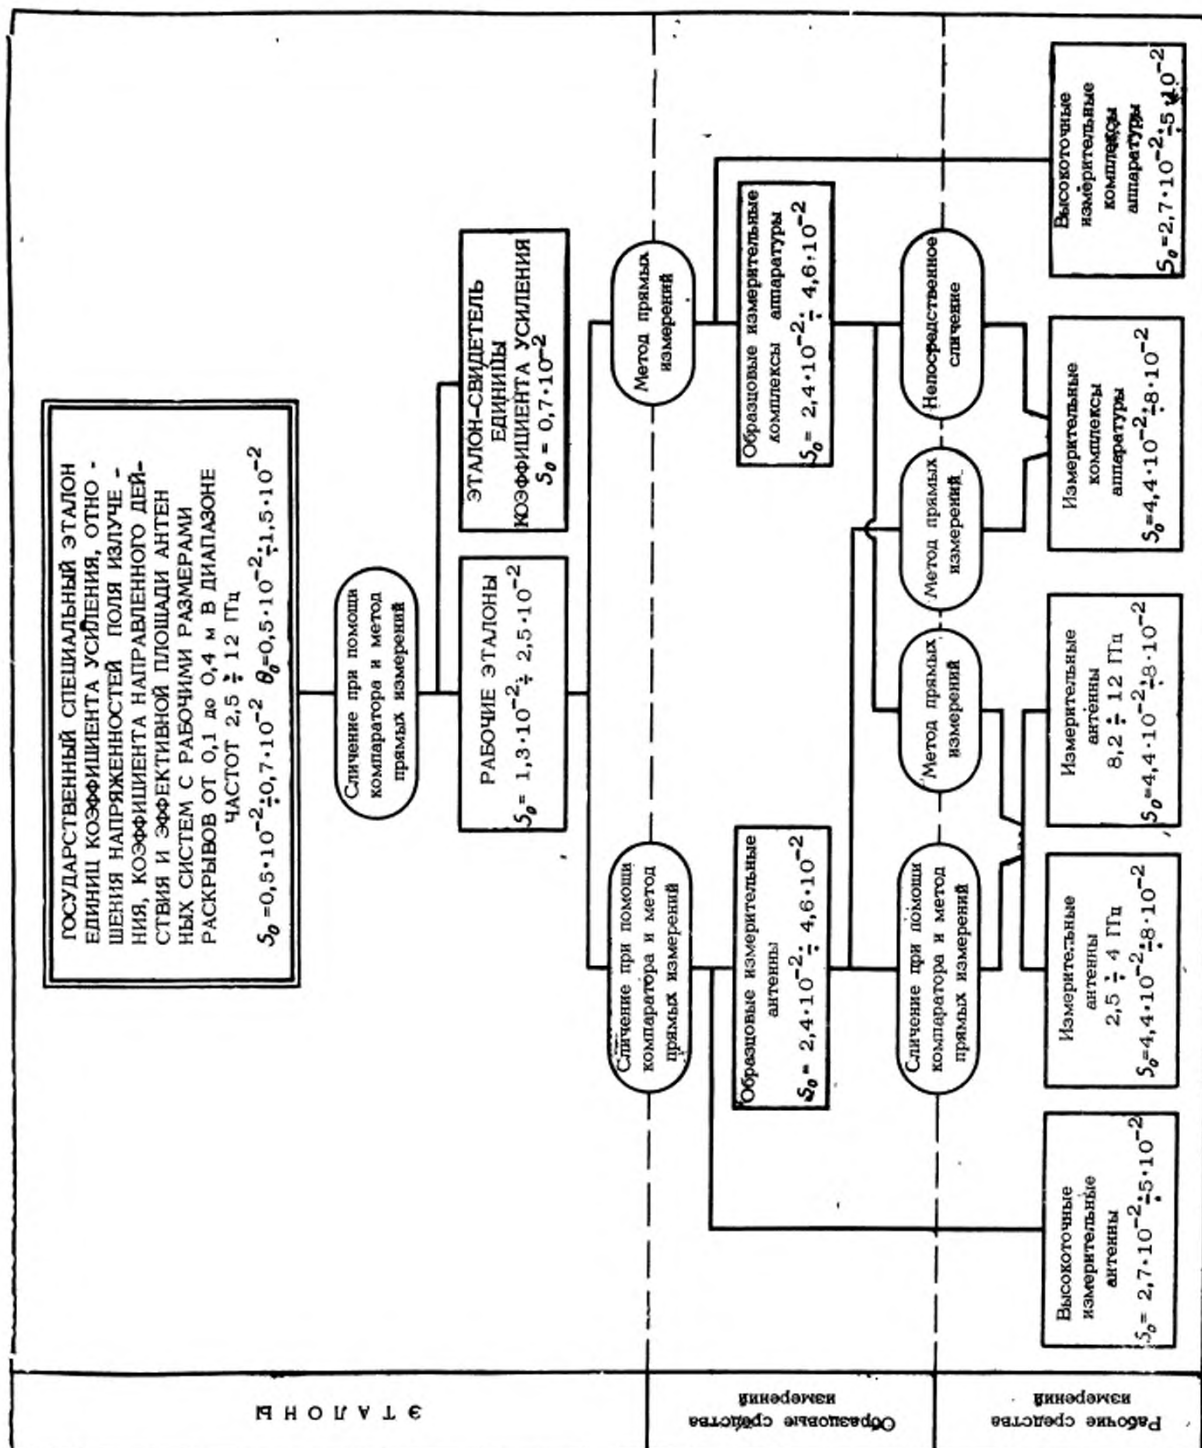 ЭТАЛОНЫ
ГОСУДАРСТВЕННЫЙ СПЕЦИАЛЬНЫЙ ЭТАЛОН
ЕДИНИЦ КОЭФФИЦИЕНТА УСИЛЕНИЯ, ОТНО -
ШЕНИЯ НАПРЯЖЕННОСТЕЙ ПОЛЯ ИЗЛУЧЕ -
НИЯ, КОЭФФИЦИЕНТА НАПРАВЛЕННОГО ДЕЙ-
СТВИЯ И ЭФФЕКТИВНОЙ ПЛОЩАДИ АНТЕН
НЫХ СИСТЕМ С РАБОЧИМИ РАЗМЕРАМИ
РАСКРЫВОВ ОТ 0,1 до 0,4 м В ДИАПАЗОНЕ
ЧАСТОТ 2,5 ÷ 12 ГГц
S₀=0,5·10⁻²÷0,7·10⁻² θ₀=0,5·10⁻²÷1,5·10⁻²
Сличение при помощи
компаратора и метод
прямых измерений
РАБОЧИЕ ЭТАЛОНЫ
S₀= 1,3·10⁻²÷ 2,5·10⁻²
ЭТАЛОН-СВИДЕТЕЛЬ
ЕДИНИЦЫ
КОЭФФИЦИЕНТА УСИЛЕНИЯ
S₀ = 0,7·10⁻²
Сличение при помощи
компаратора и метод
прямых измерений
Метод прямых
измерений
Образцовые средства
измерений
Образцовые измерительные
антенны
S₀= 2,4·10⁻²÷ 4,6·10⁻²
Образцовые измерительные
комплексы аппаратуры
S₀= 2,4·10⁻²÷ 4,6·10⁻²
Сличение при помощи
компаратора и метод
прямых измерений
Метод прямых
измерений
Метод прямых
измерений
Непосредственное
сличение
Рабочие средства
измерений
Высокоточные
измерительные
антенны
S₀= 2,7·10⁻²÷5·10⁻²
Измерительные
антенны
2,5 ÷ 4 ГГц
S₀=4,4·10⁻²÷8·10⁻²
Измерительные
антенны
8,2 ÷ 12 ГГц
S₀=4,4·10⁻²÷8·10⁻²
Измерительные
комплексы
аппаратуры
S₀=4,4·10⁻²÷8·10⁻²
Высокоточные
измерительные
комплексы
аппаратуры
S₀=2,7·10⁻²÷5·10⁻²